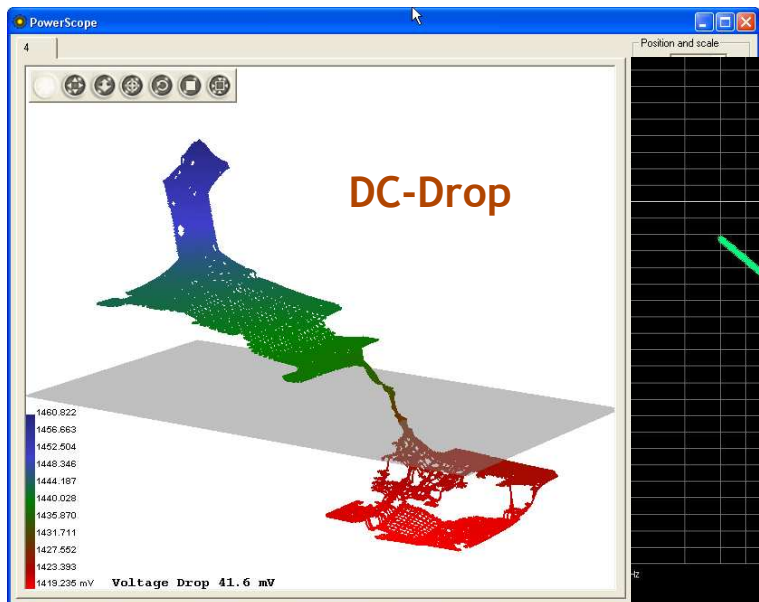 PowerScope
4
Position and scale
DC-Drop
1460.822
1456.663
1452.504
1448.346
1444.187
1440.028
1435.870
1431.711
1427.552
1423.393
1419.235 mV
Voltage Drop 41.6 mV
Hz